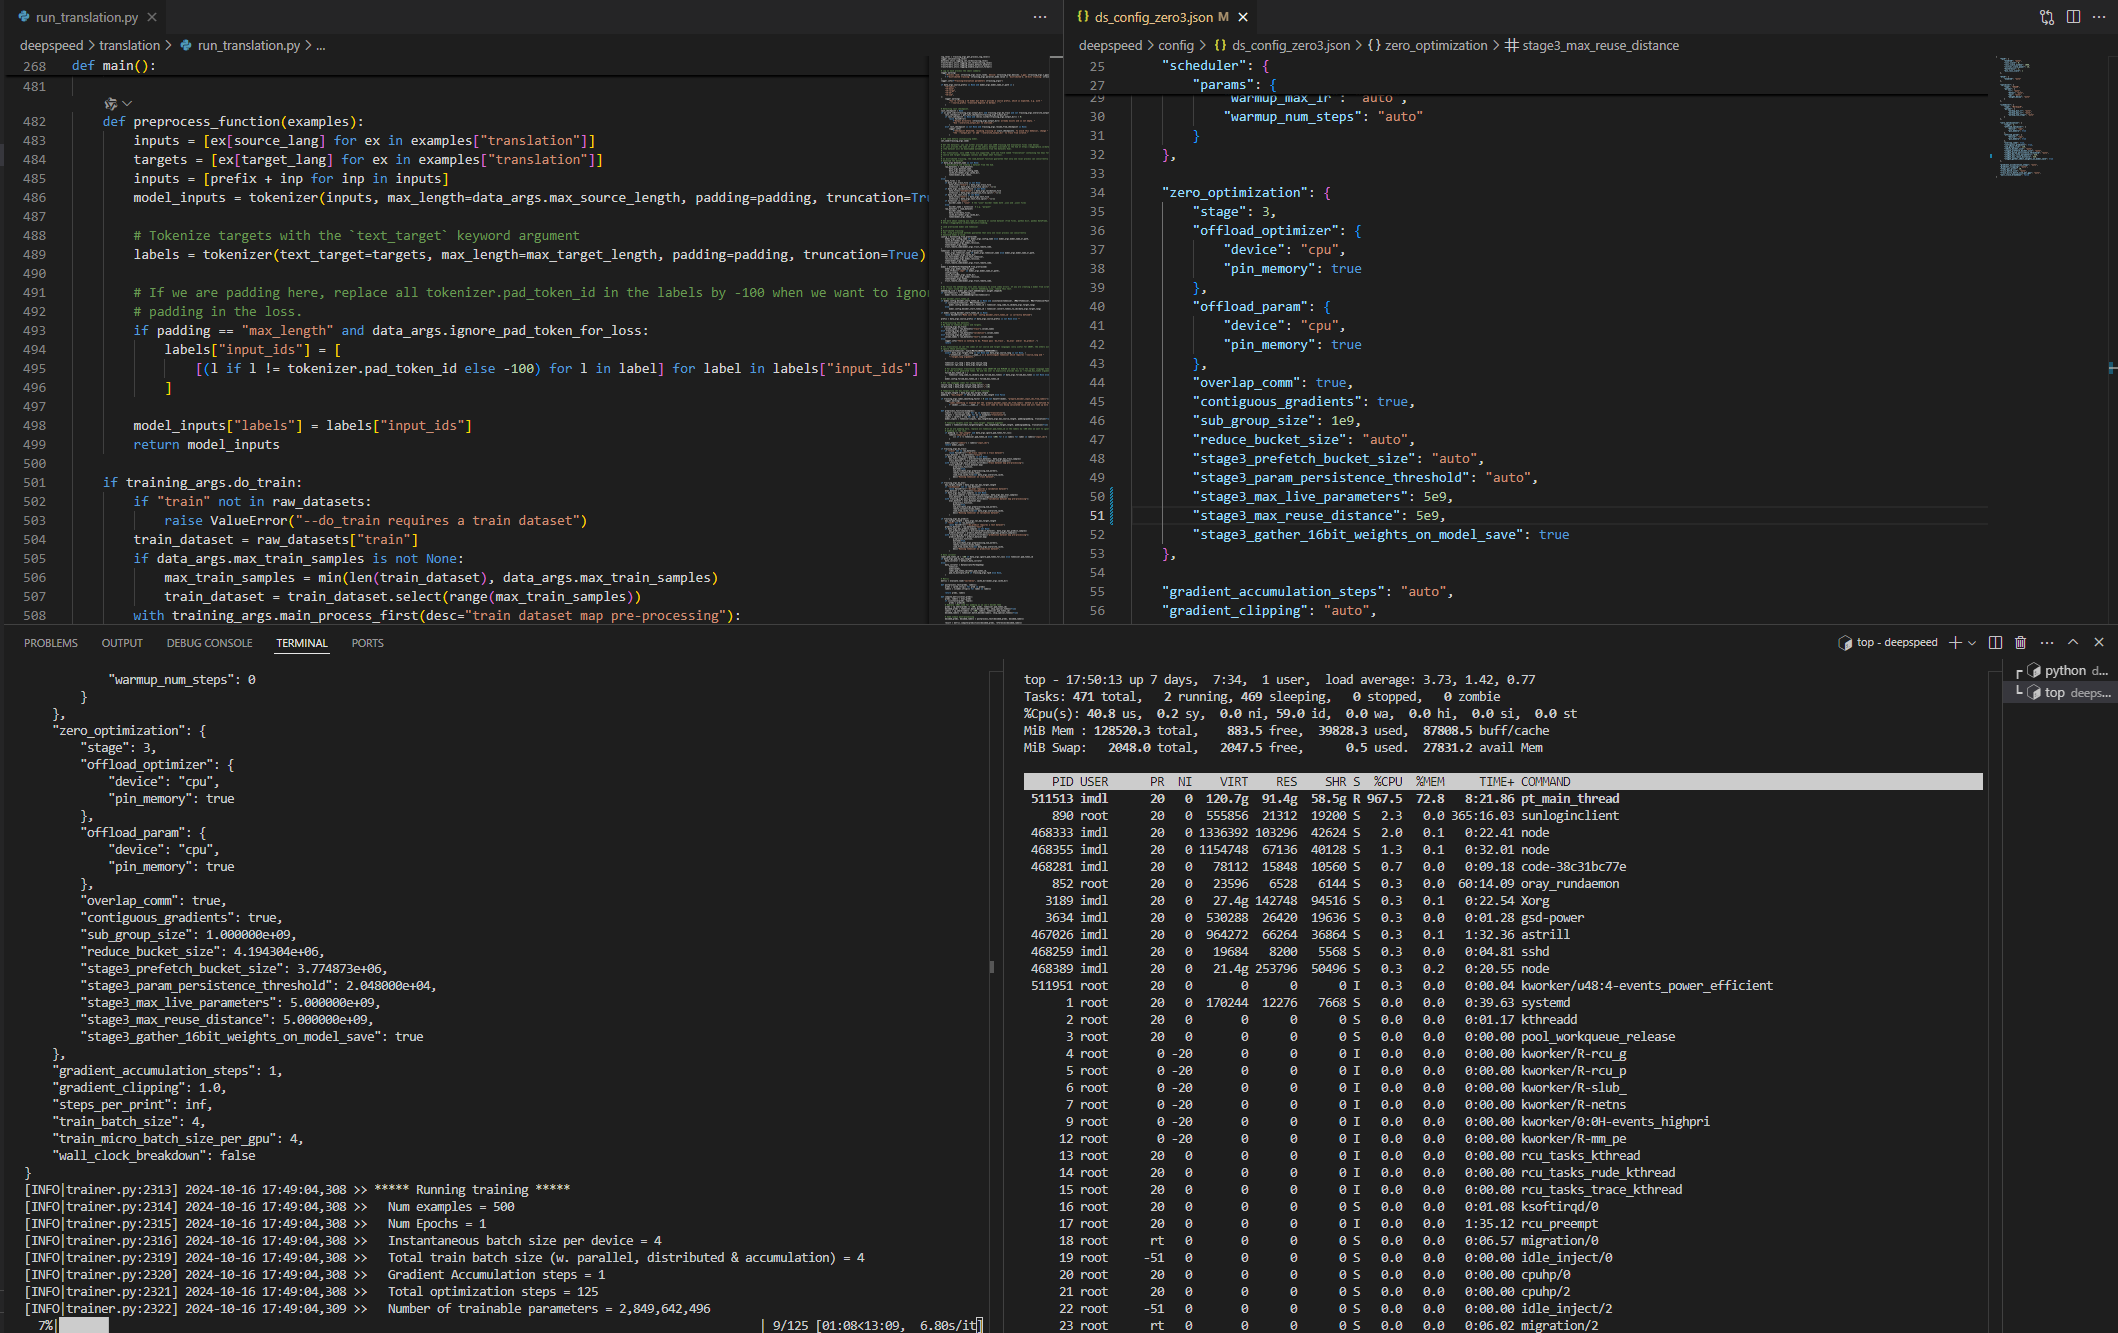 run_translation.py
deepspeed > translation > run_translation.py > ...
268 def main():
481
482 def preprocess_function(examples):
483 inputs = [ex[source_lang] for ex in examples["translation"]]
484 targets = [ex[target_lang] for ex in examples["translation"]]
485 inputs = [prefix + inp for inp in inputs]
486 model_inputs = tokenizer(inputs, max_length=data_args.max_source_length, padding=padding, truncation=Tru
487
488 # Tokenize targets with the `text_target` keyword argument
489 labels = tokenizer(text_target=targets, max_length=max_target_length, padding=padding, truncation=True)
490
491 # If we are padding here, replace all tokenizer.pad_token_id in the labels by -100 when we want to ignor
492 # padding in the loss.
493 if padding == "max_length" and data_args.ignore_pad_token_for_loss:
494 labels["input_ids"] = [
495 [(l if l != tokenizer.pad_token_id else -100) for l in label] for label in labels["input_ids"]
496 ]
497
498 model_inputs["labels"] = labels["input_ids"]
499 return model_inputs
500
501 if training_args.do_train:
502 if "train" not in raw_datasets:
503 raise ValueError("--do_train requires a train dataset")
504 train_dataset = raw_datasets["train"]
505 if data_args.max_train_samples is not None:
506 max_train_samples = min(len(train_dataset), data_args.max_train_samples)
507 train_dataset = train_dataset.select(range(max_train_samples))
508 with training_args.main_process_first(desc="train dataset map pre-processing"):
{} ds_config_zero3.json M
deepspeed > config > {} ds_config_zero3.json > {} zero_optimization > # stage3_max_reuse_distance
25 "scheduler": {
27 "params": {
29 "warmup_max_lr": "auto",
30 "warmup_num_steps": "auto"
31 }
32 },
33
34 "zero_optimization": {
35 "stage": 3,
36 "offload_optimizer": {
37 "device": "cpu",
38 "pin_memory": true
39 },
40 "offload_param": {
41 "device": "cpu",
42 "pin_memory": true
43 },
44 "overlap_comm": true,
45 "contiguous_gradients": true,
46 "sub_group_size": 1e9,
47 "reduce_bucket_size": "auto",
48 "stage3_prefetch_bucket_size": "auto",
49 "stage3_param_persistence_threshold": "auto",
50 "stage3_max_live_parameters": 5e9,
51 "stage3_max_reuse_distance": 5e9,
52 "stage3_gather_16bit_weights_on_model_save": true
53 },
54
55 "gradient_accumulation_steps": "auto",
56 "gradient_clipping": "auto",
PROBLEMS OUTPUT DEBUG CONSOLE TERMINAL PORTS
top - deepspeed
python d...
top deeps...
"warmup_num_steps": 0
}
},
"zero_optimization": {
"stage": 3,
"offload_optimizer": {
"device": "cpu",
"pin_memory": true
},
"offload_param": {
"device": "cpu",
"pin_memory": true
},
"overlap_comm": true,
"contiguous_gradients": true,
"sub_group_size": 1.000000e+09,
"reduce_bucket_size": 4.194304e+06,
"stage3_prefetch_bucket_size": 3.774873e+06,
"stage3_param_persistence_threshold": 2.048000e+04,
"stage3_max_live_parameters": 5.000000e+09,
"stage3_max_reuse_distance": 5.000000e+09,
"stage3_gather_16bit_weights_on_model_save": true
},
"gradient_accumulation_steps": 1,
"gradient_clipping": 1.0,
"steps_per_print": inf,
"train_batch_size": 4,
"train_micro_batch_size_per_gpu": 4,
"wall_clock_breakdown": false
}
[INFO|trainer.py:2313] 2024-10-16 17:49:04,308 >> ***** Running training *****
[INFO|trainer.py:2314] 2024-10-16 17:49:04,308 >> Num examples = 500
[INFO|trainer.py:2315] 2024-10-16 17:49:04,308 >> Num Epochs = 1
[INFO|trainer.py:2316] 2024-10-16 17:49:04,308 >> Instantaneous batch size per device = 4
[INFO|trainer.py:2319] 2024-10-16 17:49:04,308 >> Total train batch size (w. parallel, distributed & accumulation) = 4
[INFO|trainer.py:2320] 2024-10-16 17:49:04,308 >> Gradient Accumulation steps = 1
[INFO|trainer.py:2321] 2024-10-16 17:49:04,308 >> Total optimization steps = 125
[INFO|trainer.py:2322] 2024-10-16 17:49:04,309 >> Number of trainable parameters = 2,849,642,496
7%| | 9/125 [01:08<13:09, 6.80s/it]
top - 17:50:13 up 7 days, 7:34, 1 user, load average: 3.73, 1.42, 0.77
Tasks: 471 total, 2 running, 469 sleeping, 0 stopped, 0 zombie
%Cpu(s): 40.8 us, 0.2 sy, 0.0 ni, 59.0 id, 0.0 wa, 0.0 hi, 0.0 si, 0.0 st
MiB Mem : 128520.3 total, 883.5 free, 39828.3 used, 87808.5 buff/cache
MiB Swap: 2048.0 total, 2047.5 free, 0.5 used. 27831.2 avail Mem
PID USER PR NI VIRT RES SHR S %CPU %MEM TIME+ COMMAND
511513 imdl 20 0 120.7g 91.4g 58.5g R 967.5 72.8 8:21.86 pt_main_thread
890 root 20 0 555856 21312 19200 S 2.3 0.0 365:16.03 sunloginclient
468333 imdl 20 0 1336392 103296 42624 S 2.0 0.1 0:22.41 node
468355 imdl 20 0 1154748 67136 40128 S 1.3 0.1 0:32.01 node
468281 imdl 20 0 78112 15848 10560 S 0.7 0.0 0:09.18 code-38c31bc77e
852 root 20 0 23596 6528 6144 S 0.3 0.0 60:14.09 oray_rundaemon
3189 imdl 20 0 27.4g 142748 94516 S 0.3 0.1 0:22.54 Xorg
3634 imdl 20 0 530288 26420 19636 S 0.3 0.0 0:01.28 gsd-power
467026 imdl 20 0 964272 66264 36864 S 0.3 0.1 1:32.36 astrill
468259 imdl 20 0 19684 8200 5568 S 0.3 0.0 0:04.81 sshd
468389 imdl 20 0 21.4g 253796 50496 S 0.3 0.2 0:20.55 node
511951 root 20 0 0 0 0 I 0.3 0.0 0:00.04 kworker/u48:4-events_power_efficient
1 root 20 0 170244 12276 7668 S 0.0 0.0 0:39.63 systemd
2 root 20 0 0 0 0 S 0.0 0.0 0:01.17 kthreadd
3 root 20 0 0 0 0 S 0.0 0.0 0:00.00 pool_workqueue_release
4 root 0 -20 0 0 0 I 0.0 0.0 0:00.00 kworker/R-rcu_g
5 root 0 -20 0 0 0 I 0.0 0.0 0:00.00 kworker/R-rcu_p
6 root 0 -20 0 0 0 I 0.0 0.0 0:00.00 kworker/R-slub_
7 root 0 -20 0 0 0 I 0.0 0.0 0:00.00 kworker/R-netns
9 root 0 -20 0 0 0 I 0.0 0.0 0:00.00 kworker/0:0H-events_highpri
12 root 0 -20 0 0 0 I 0.0 0.0 0:00.00 kworker/R-mm_pe
13 root 20 0 0 0 0 I 0.0 0.0 0:00.00 rcu_tasks_kthread
14 root 20 0 0 0 0 I 0.0 0.0 0:00.00 rcu_tasks_rude_kthread
15 root 20 0 0 0 0 I 0.0 0.0 0:00.00 rcu_tasks_trace_kthread
16 root 20 0 0 0 0 S 0.0 0.0 0:01.08 ksoftirqd/0
17 root 20 0 0 0 0 I 0.0 0.0 1:35.12 rcu_preempt
18 root rt 0 0 0 0 S 0.0 0.0 0:06.57 migration/0
19 root -51 0 0 0 0 S 0.0 0.0 0:00.00 idle_inject/0
20 root 20 0 0 0 0 S 0.0 0.0 0:00.00 cpuhp/0
21 root 20 0 0 0 0 S 0.0 0.0 0:00.00 cpuhp/2
22 root -51 0 0 0 0 S 0.0 0.0 0:00.00 idle_inject/2
23 root rt 0 0 0 0 S 0.0 0.0 0:06.02 migration/2